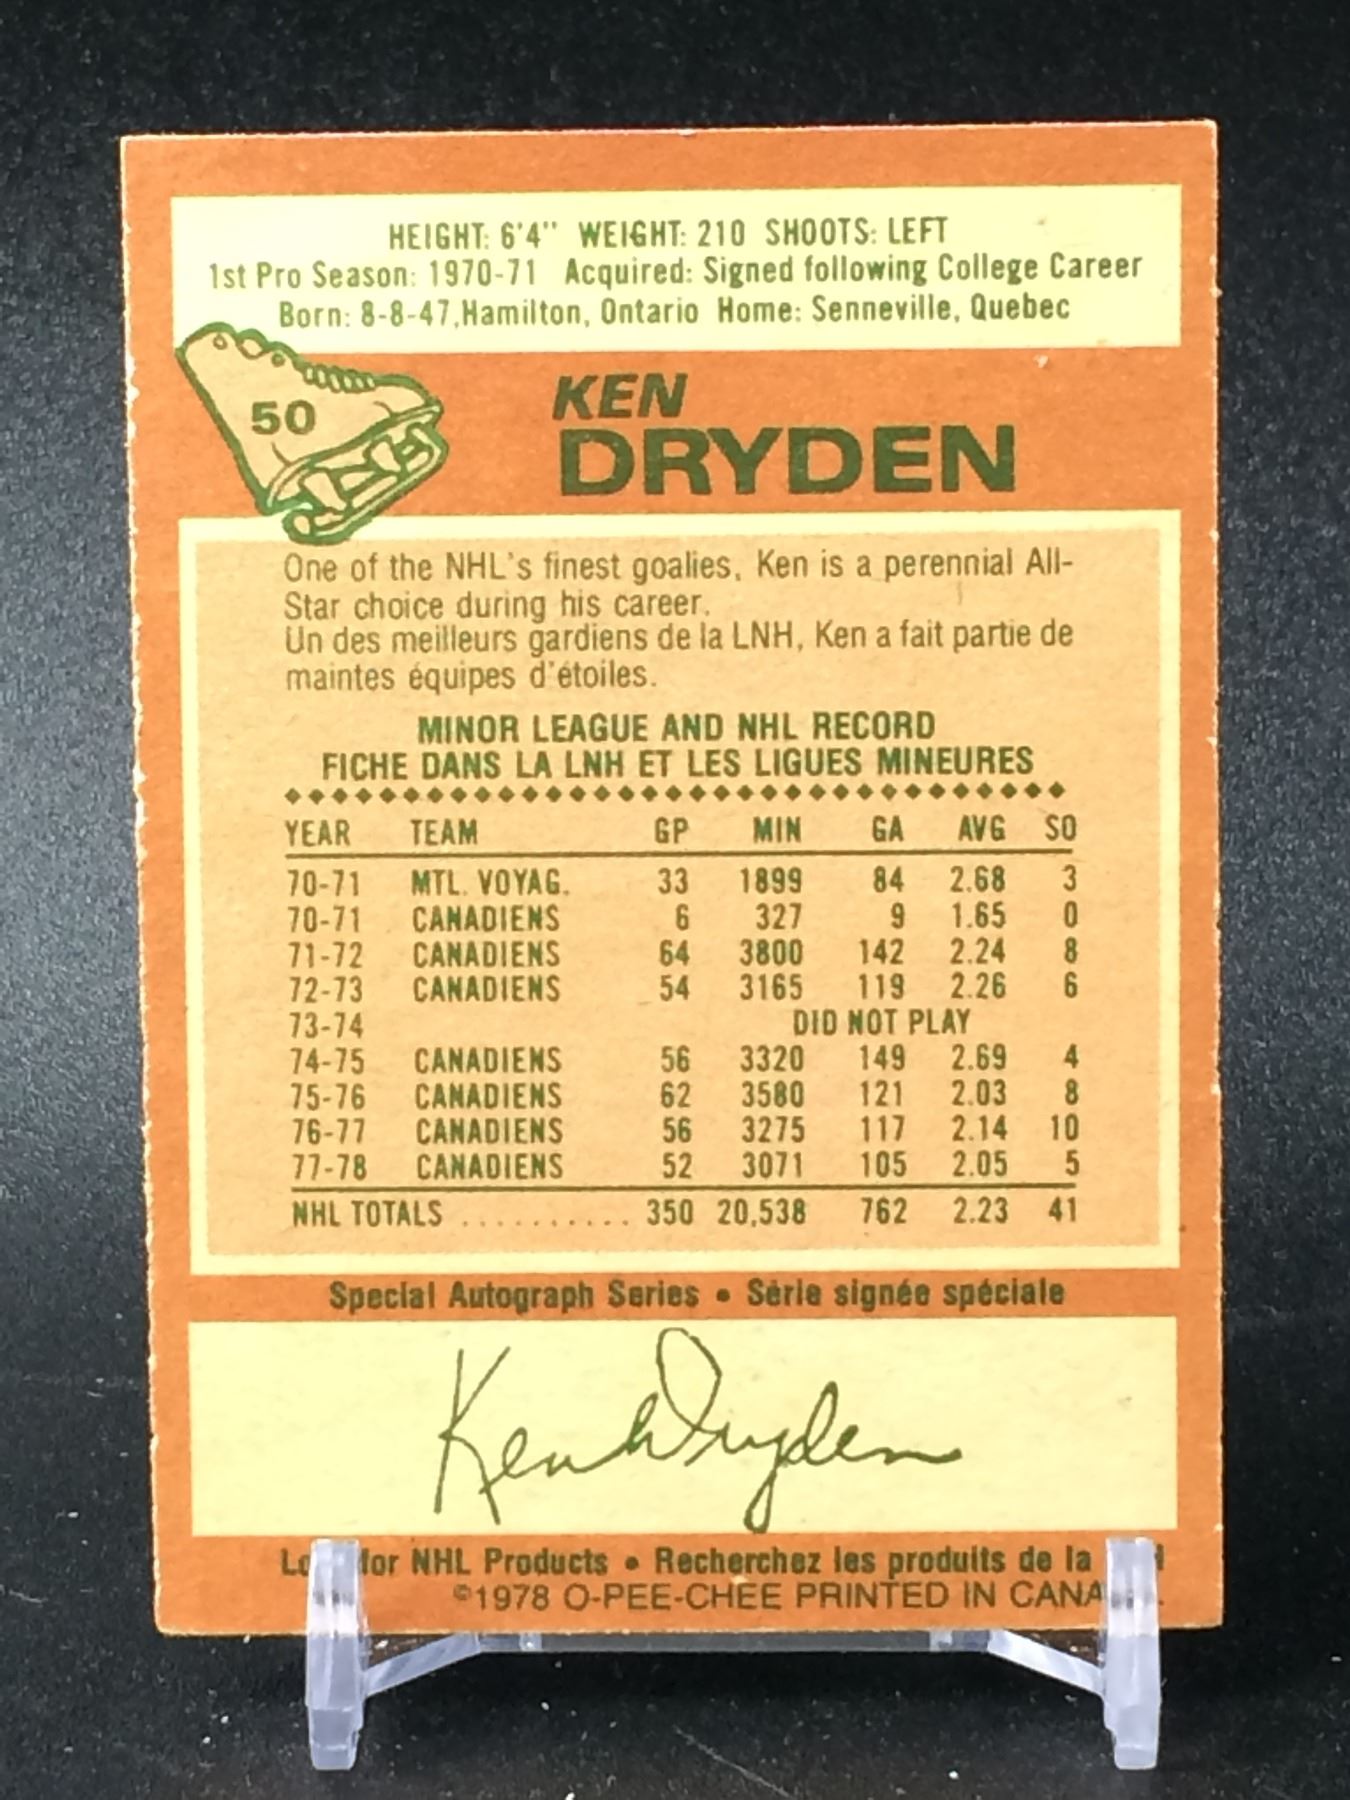 HEIGHT: 6'4" WEIGHT: 210 SHOOTS: LEFT
1st Pro Season: 1970-71 Acquired: Signed following College Career
Born: 8-8-47, Hamilton, Ontario Home: Senneville, Quebec
50
KEN
DRYDEN
One of the NHL's finest goalies, Ken is a perennial All-
Star choice during his career.
Un des meilleurs gardiens de la LNH, Ken a fait partie de
maintes équipes d'étoiles.
MINOR LEAGUE AND NHL RECORD
FICHE DANS LA LNH ET LES LIGUES MINEURES
YEAR TEAM GP MIN GA AVG SO
70-71 MTL. VOYAG. 33 1899 84 2.68 3
70-71 CANADIENS 6 327 9 1.65 0
71-72 CANADIENS 64 3800 142 2.24 8
72-73 CANADIENS 54 3165 119 2.26 6
73-74 DID NOT PLAY
74-75 CANADIENS 56 3320 149 2.69 4
75-76 CANADIENS 62 3580 121 2.03 8
76-77 CANADIENS 56 3275 117 2.14 10
77-78 CANADIENS 52 3071 105 2.05 5
NHL TOTALS .......... 350 20,538 762 2.23 41
Special Autograph Series • Série signée spéciale
Ken W Dryden
for NHL Products • Recherchez les produits de la
©1978 O-PEE-CHEE PRINTED IN